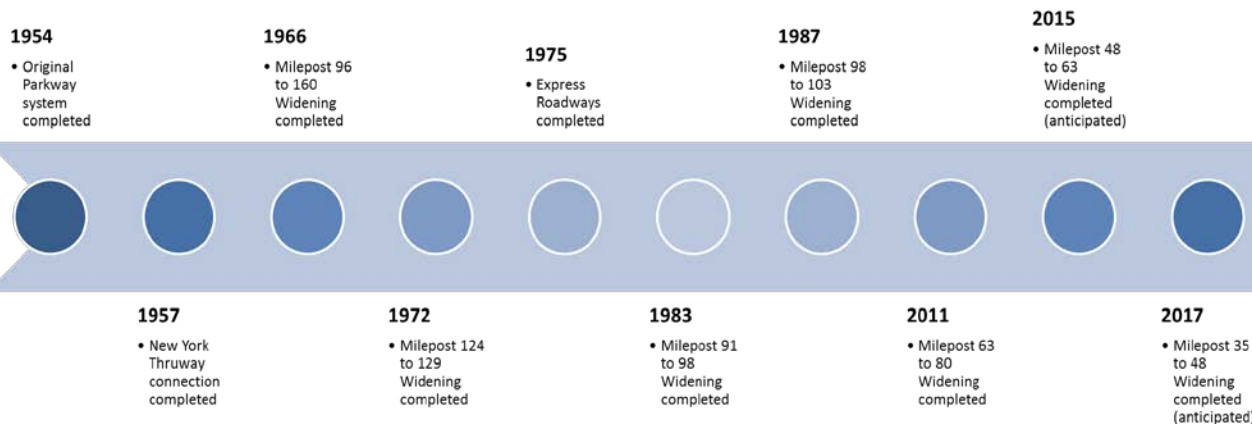 1954
• Original
Parkway
system
completed
1957
• New York
Thruway
connection
completed
1966
• Milepost 96
to 160
Widening
completed
1972
• Milepost 124
to 129
Widening
completed
1975
• Express
Roadways
completed
1983
• Milepost 91
to 98
Widening
completed
1987
• Milepost 98
to 103
Widening
completed
2011
• Milepost 63
to 80
Widening
completed
2015
• Milepost 48
to 63
Widening
completed
(anticipated)
2017
• Milepost 35
to 48
Widening
completed
(anticipated)